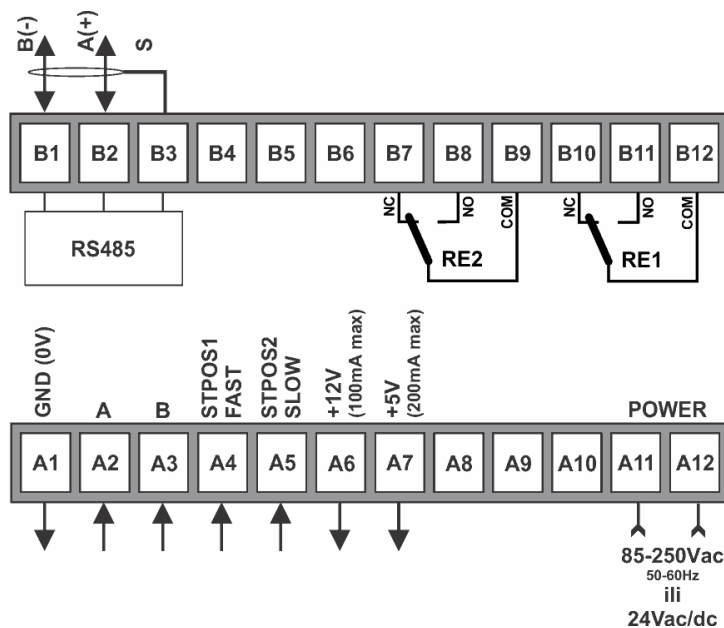 B(-)
A(+)
S
B1 B2 B3 B4 B5 B6 B7 B8 B9 B10 B11 B12
RS485
NC
NO
COM
RE2
NC
NO
COM
RE1
GND (0V)
A
B
STPOS1
FAST
STPOS2
SLOW
+12V
(100mA max)
+5V
(200mA max)
POWER
A1 A2 A3 A4 A5 A6 A7 A8 A9 A10 A11 A12
85-250Vac
50-60Hz
ili
24Vac/dc